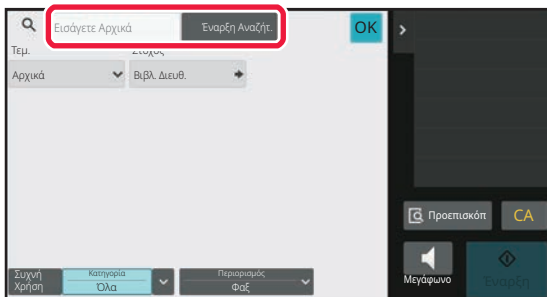 Εισάγετε Αρχικά
Έναρξη Αναζήτ.
OK
Τεμ.
Στόχος
Αρχικά
Βιβλ. Διευθ.
Προεπισκόπ
CA
Μεγάφωνο
Έναρξη
Συχνή
Χρήση
Κατηγορία
Όλα
Περιορισμός
Φαξ